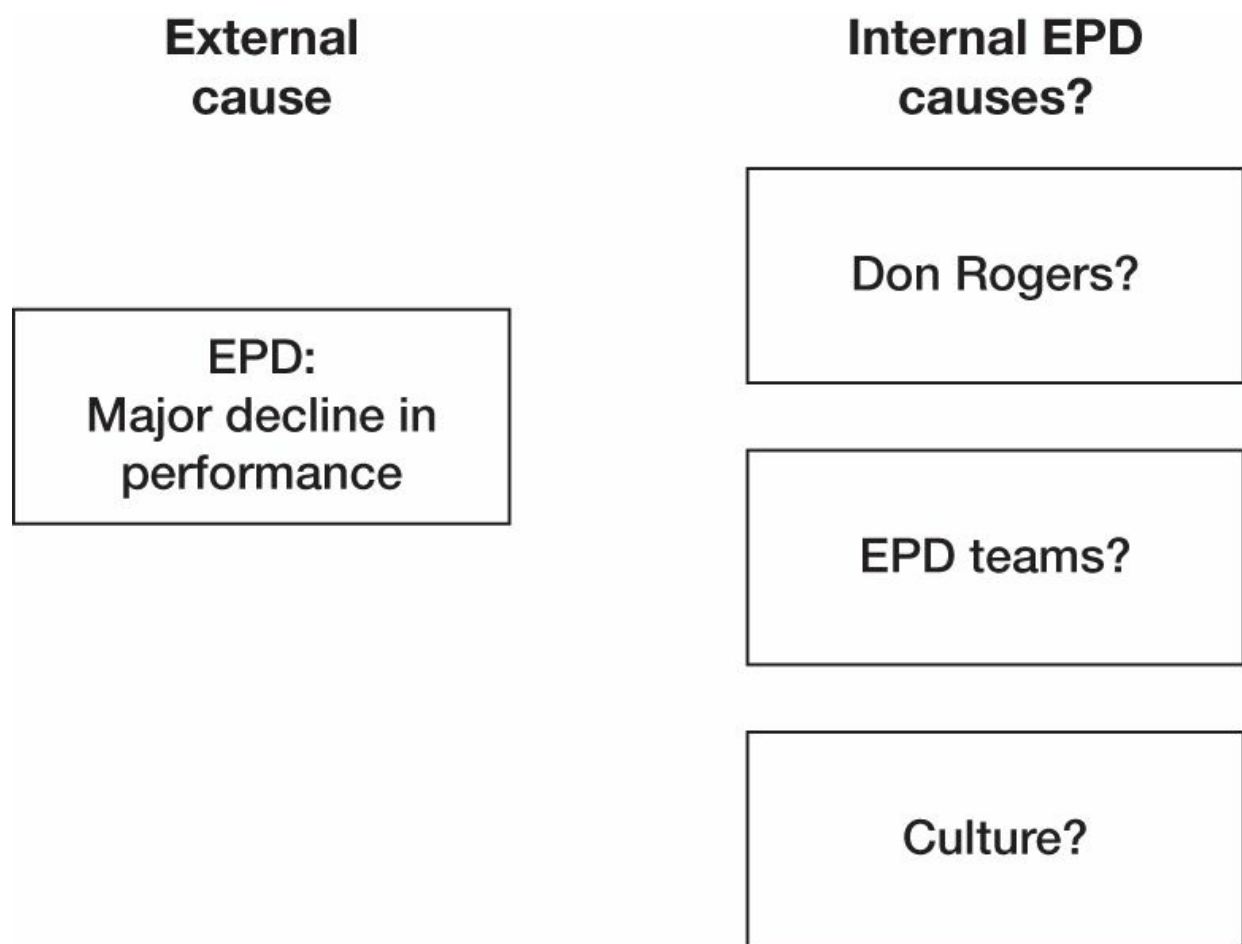 External
cause
EPD:
Major decline in
performance
Internal EPD
causes?
Don Rogers?
EPD teams?
Culture?